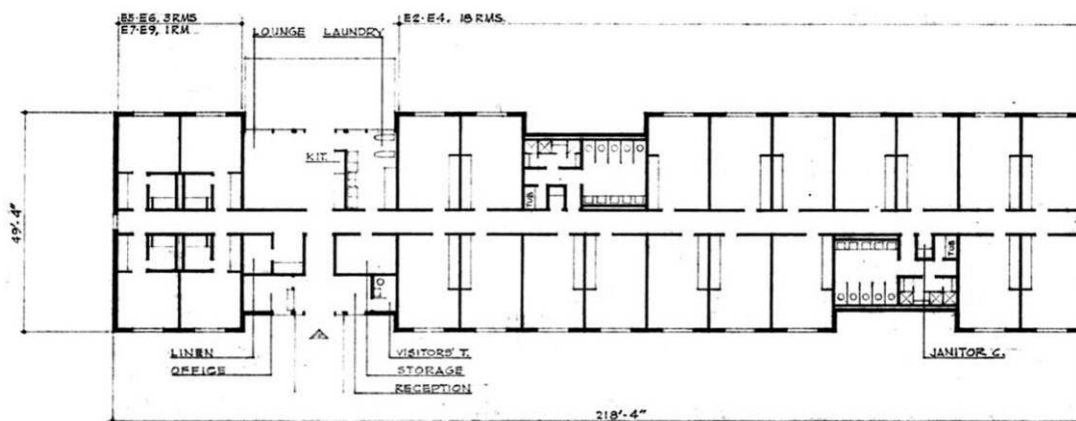 E5-E6, 3 RMS
E7-E9, 1 RM
E2-E4, 18 RMS.
LOUNGE LAUNDRY
KIT.
TUB
49'-4"
TUB
LINEN
OFFICE
VISITORS' T.
STORAGE
RECEPTION
JANITOR C.
218'-4"